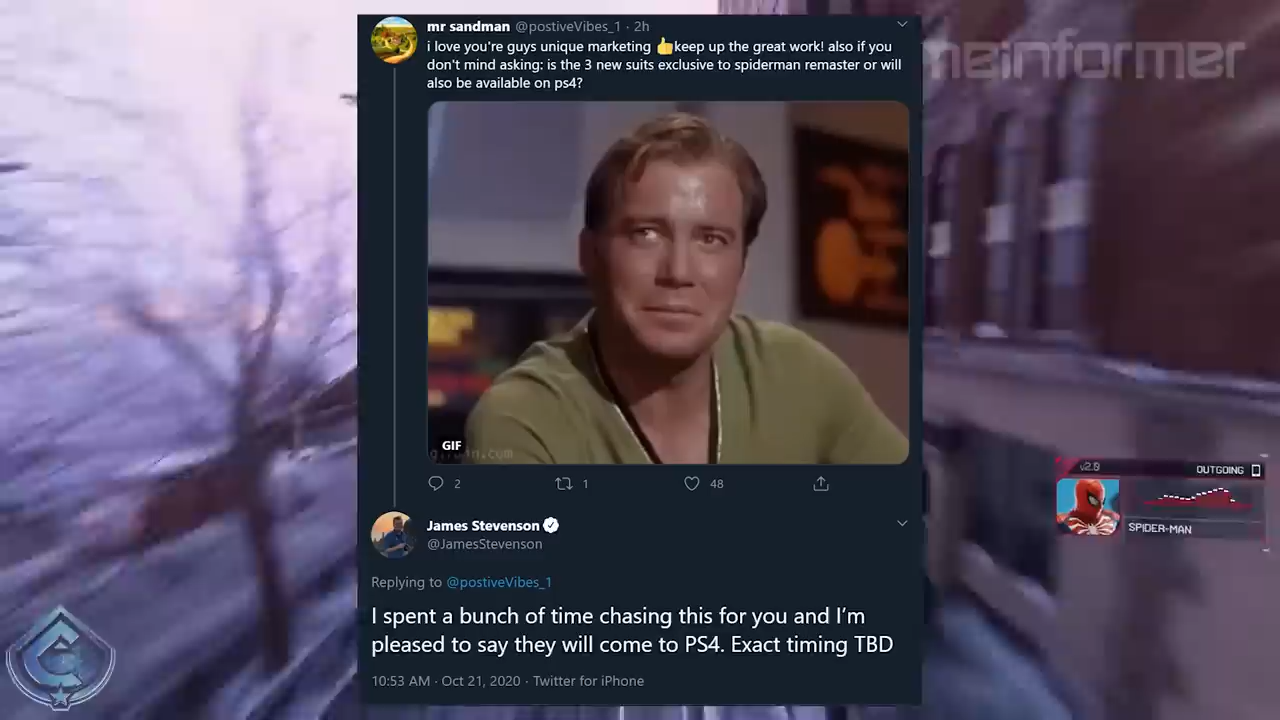 mr sandman @postiveVibes_1 · 2h
i love you're guys unique marketing 👍keep up the great work! also if you
don't mind asking: is the 3 new suits exclusive to spiderman remaster or will
also be available on ps4?
meinformer
GIF
2
1
48
v2.0
OUTGOING
SPIDER-MAN
James Stevenson
@JamesStevenson
Replying to @postiveVibes_1
I spent a bunch of time chasing this for you and I’m
pleased to say they will come to PS4. Exact timing TBD
10:53 AM · Oct 21, 2020 · Twitter for iPhone